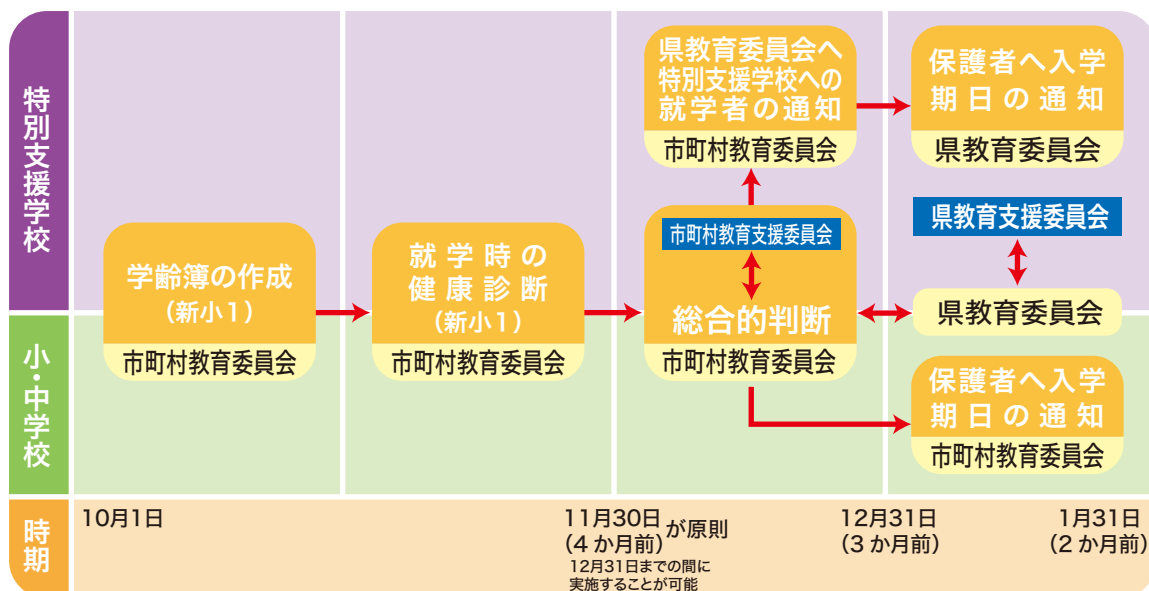 特別支援学校
小・中学校
時期
学齢簿の作成
（新小1）
市町村教育委員会
就学時の
健康診断
（新小1）
市町村教育委員会
県教育委員会へ
特別支援学校への
就学者の通知
市町村教育委員会
市町村教育支援委員会
総合的判断
市町村教育委員会
保護者へ入学
期日の通知
県教育委員会
県教育支援委員会
県教育委員会
保護者へ入学
期日の通知
市町村教育委員会
10月1日
11月30日
（4か月前）
が原則
12月31日までの間に
実施することが可能
12月31日
（3か月前）
1月31日
（2か月前）